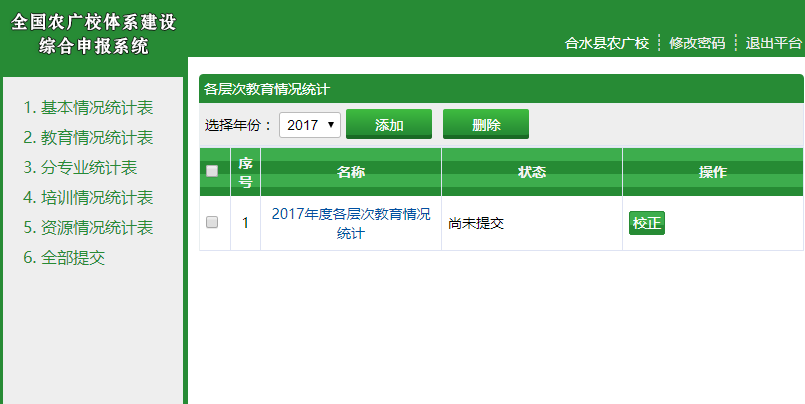 全国农广校体系建设
综合申报系统
合水县农广校 修改密码 退出平台
1. 基本情况统计表
2. 教育情况统计表
3. 分专业统计表
4. 培训情况统计表
5. 资源情况统计表
6. 全部提交
各层次教育情况统计
选择年份： 2017 添加 删除
序号 名称 状态 操作
1 2017年度各层次教育情况 尚未提交 校正
统计